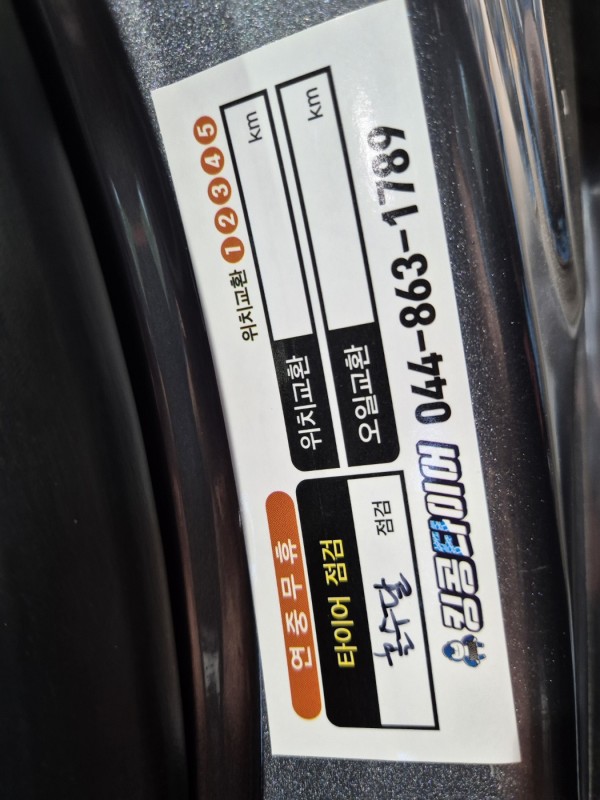 연중무휴
위치교환 1 2 3 4 5
타이어 점검
점검
위치교환 km
오일교환 km
킹콩타이어 044-863-1789